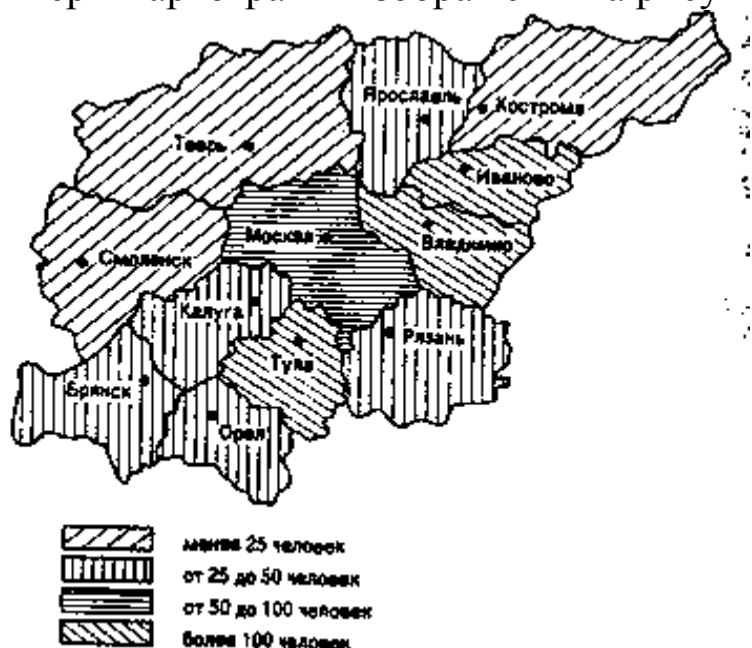 Ярославль
Кострома
Тверь
Иваново
Москва
Владимир
Смоленск
Калуга
Рязань
Тула
Брянск
Орел
менее 25 человек
от 25 до 50 человек
от 50 до 100 человек
более 100 человек